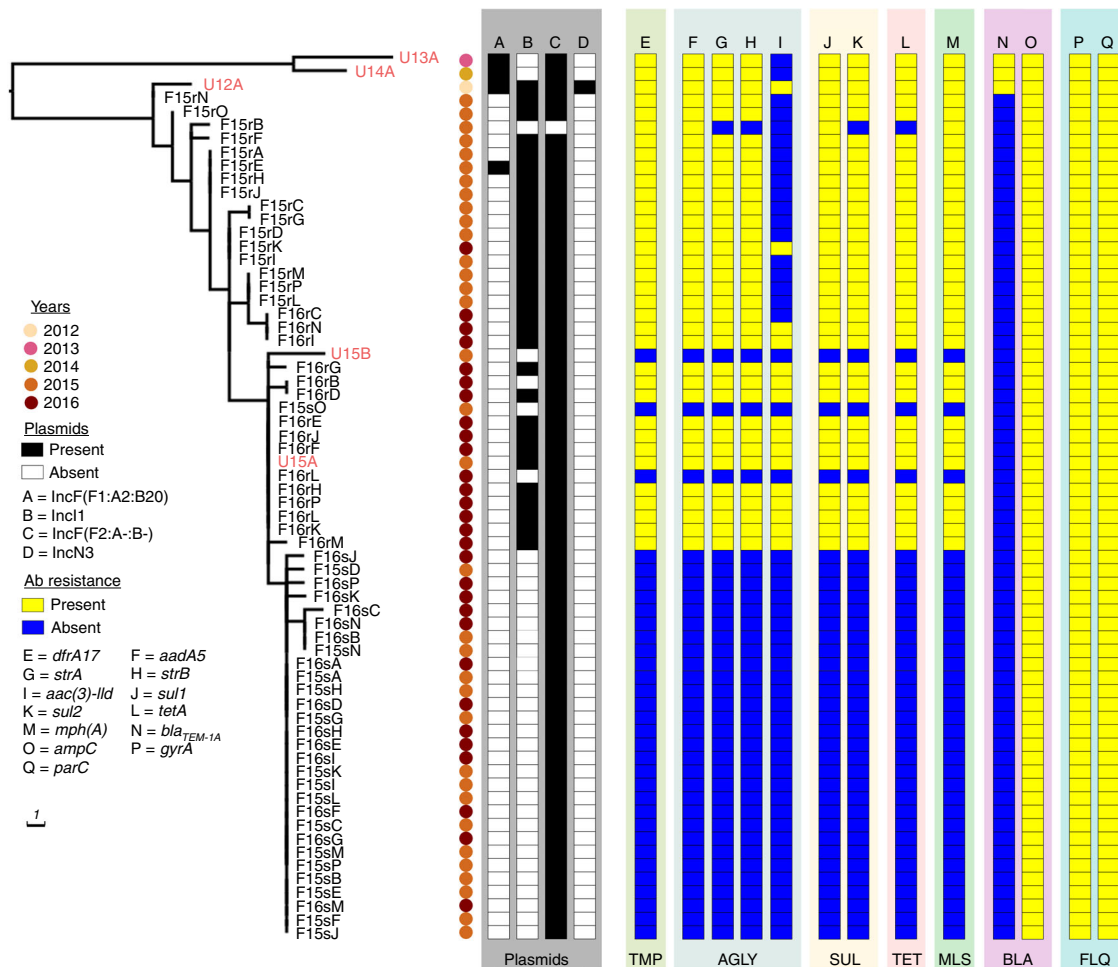 A B C D E F G H I J K L M N O P Q
U13A
U14A
U12A
F15rN
F15rO
F15rB
F15rF
F15rA
F15rE
F15rH
F15rJ
F15rC
F15rG
F15rD
F15rK
F15rI
F15rM
F15rP
F15rL
F16rC
F16rN
F16rI
U15B
F16rG
F16rB
F16rD
F15sO
F16rE
F16rJ
F16rF
U15A
F16rL
F16rH
F16rP
F16rL
F16rK
F16rM
F16sJ
F15sD
F16sP
F16sK
F16sC
F16sN
F16sB
F15sN
F16sA
F15sA
F15sH
F16sD
F15sG
F16sH
F16sE
F16sI
F15sK
F15sI
F15sL
F16sF
F15sC
F16sG
F15sM
F15sP
F15sB
F15sE
F16sM
F15sF
F15sJ
Years
2012
2013
2014
2015
2016
Plasmids
Present
Absent
A = IncF(F1:A2:B20)
B = IncI1
C = IncF(F2:A-:B-)
D = IncN3
Ab resistance
Present
Absent
E = dfrA17 F = aadA5
G = strA H = strB
I = aac(3)-lld J = sul1
K = sul2 L = tetA
M = mph(A) N = blaTEM-1A
O = ampC P = gyrA
Q = parC
1
Plasmids TMP AGLY SUL TET MLS BLA FLQ